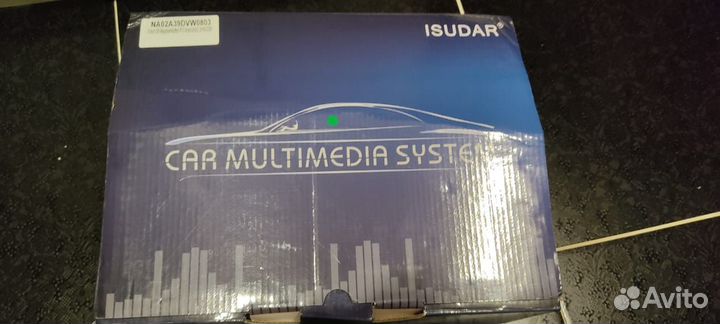 NA02A39DVW0803
ISUDAR®
CAR MULTIMEDIA SYSTEM
Avito